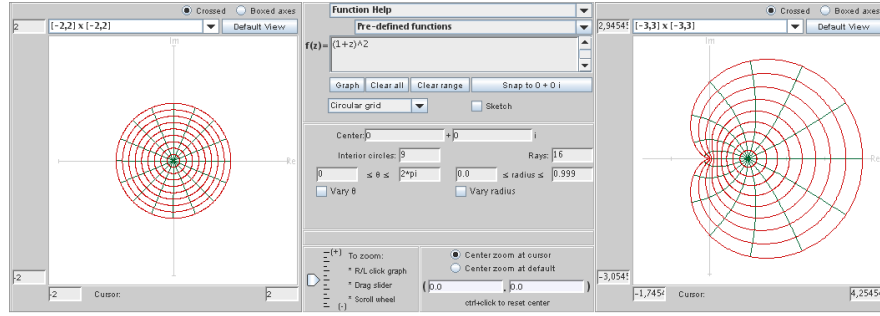 Crossed Boxed axes
2 [-2,2] x [-2,2] Default View
Im
Re
-2
-2 Cursor: 2
Function Help
Pre-defined functions
f(z)= (1+z)^2
Graph Clear all Clear range Snap to 0 + 0 i
Circular grid Sketch
Center: 0 + 0 i
Interior circles: 9 Rays: 16
0 ≤ θ ≤ 2*pi 0.0 ≤ radius ≤ 0.999
Vary θ Vary radius
(+) To zoom:
* R/L click graph
* Drag slider
* Scroll wheel
(-)
Center zoom at cursor
Center zoom at default
( 0.0 , 0.0 )
ctrl+click to reset center
Crossed Boxed axes
2,94545 [-3,3] x [-3,3] Default View
Im
Re
-3,0545
-1,7454 Cursor: 4,25454